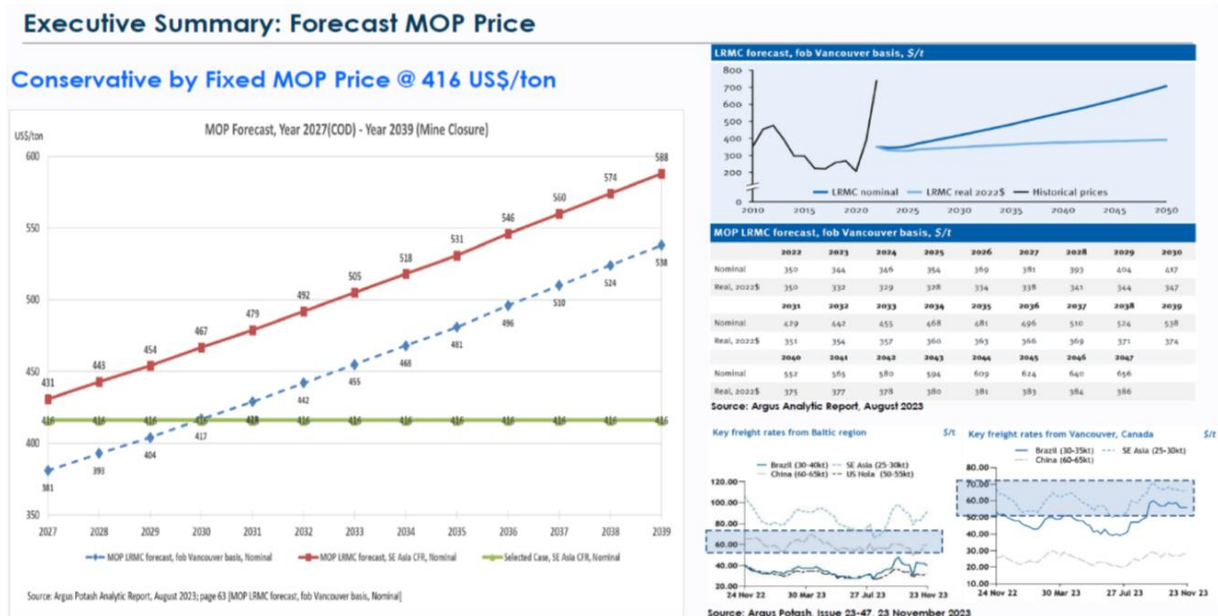 Executive Summary: Forecast MOP Price
Conservative by Fixed MOP Price @ 416 US$/ton
MOP Forecast, Year 2027(COD) - Year 2039 (Mine Closure)
US$/ton
600
550
500
450
400
350
431 443 454 467 479 492 505 518 531 546 560 574 588
416 416 416 416 416 416 416 416 416 416 416 416
381 393 404 417 442 455 468 481 496 510 524 538
2027 2028 2029 2030 2031 2032 2033 2034 2035 2036 2037 2038 2039
MOP LRMC forecast, fob Vancouver basis, Nominal
MOP LRMC forecast, SE Asia CFR, Nominal
Selected Case, SE Asia CFR, Nominal
Source: Argus Potash Analytic Report, August 2023; page 63 [MOP LRMC forecast, fob Vancouver basis, Nominal]
LRMC forecast, fob Vancouver basis, $/t
800
700
600
500
400
300
200
0
LRMC nominal LRMC real 2022$ Historical prices
2010 2015 2020 2025 2030 2035 2040 2045 2050
MOP LRMC forecast, fob Vancouver basis, $/t
2022 2023 2024 2025 2026 2027 2028 2029 2030
Nominal 350 344 346 354 369 381 393 404 417
Real, 2022$ 350 332 329 328 334 338 341 344 347
2031 2032 2033 2034 2035 2036 2037 2038 2039
Nominal 429 442 455 468 481 496 510 524 538
Real, 2022$ 351 354 357 360 363 366 369 371 374
2040 2041 2042 2043 2044 2045 2046 2047
Nominal 552 565 580 594 609 624 640 656
Real, 2022$ 375 377 378 380 381 383 384 386
Source: Argus Analytic Report, August 2023
Key freight rates from Baltic region $/t
Brazil (30-40kt) SE Asia (25-30kt)
China (60-65kt) US Nola (50-55kt)
120.00
100.00
80.00
60.00
40.00
20.00
24 Nov 22 30 Mar 23 27 Jul 23 23 Nov 23
Key freight rates from Vancouver, Canada $/t
Brazil (30-35kt) SE Asia (25-30kt)
China (60-65kt)
80.00
70.00
60.00
50.00
40.00
30.00
20.00
10.00
24 Nov 22 30 Mar 23 27 Jul 23 23 Nov 23
Source: Argus Potash, Issue 23-47, 23 November 2023